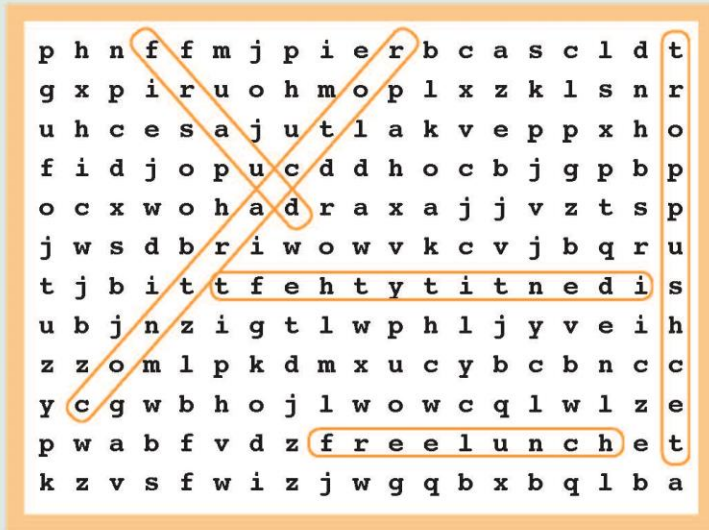 p h n f f m j p i e r b c a s c l d t
g x p i r u o h m o p l x z k l s n r
u h c e s a j u t l a k v e p p x h o
f i d j o p u c d d h o c b j g p b p
o c x w o h a d r a x a j j v z t s p
j w s d b r i w o w v k c v j b q r u
t j b i t t f e h t y t i t n e d i s
u b j n z i g t l w p h l j y v e i h
z z o m l p k d m x u c y b c b n c c
y c g w b h o j l w o w c q l w l z e
p w a b f v d z f r e e l u n c h e t
k z v s f w i z j w g q b x b q l b a